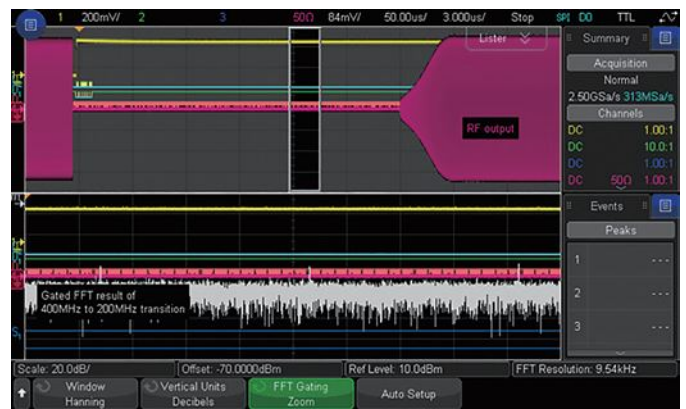 1 200mV/ 2 3 50Ω 84mV/ 50.00us/ 3.000us/ Stop SPI D0 TTL
Lister
Summary
Acquisition
Normal
2.50GSa/s 313MSa/s
Channels
DC 1.00:1
DC 10.0:1
DC 1.00:1
DC 50Ω 1.00:1
RF output
Events
Peaks
1 ---
2 ---
3 ---
Gated FFT result of
400MHz to 200MHz transition
Scale: 20.0dB/ Offset: -70.0000dBm Ref Level: 10.0dBm FFT Resolution: 9.54kHz
Window
Hanning
Vertical Units
Decibels
FFT Gating
Zoom
Auto Setup